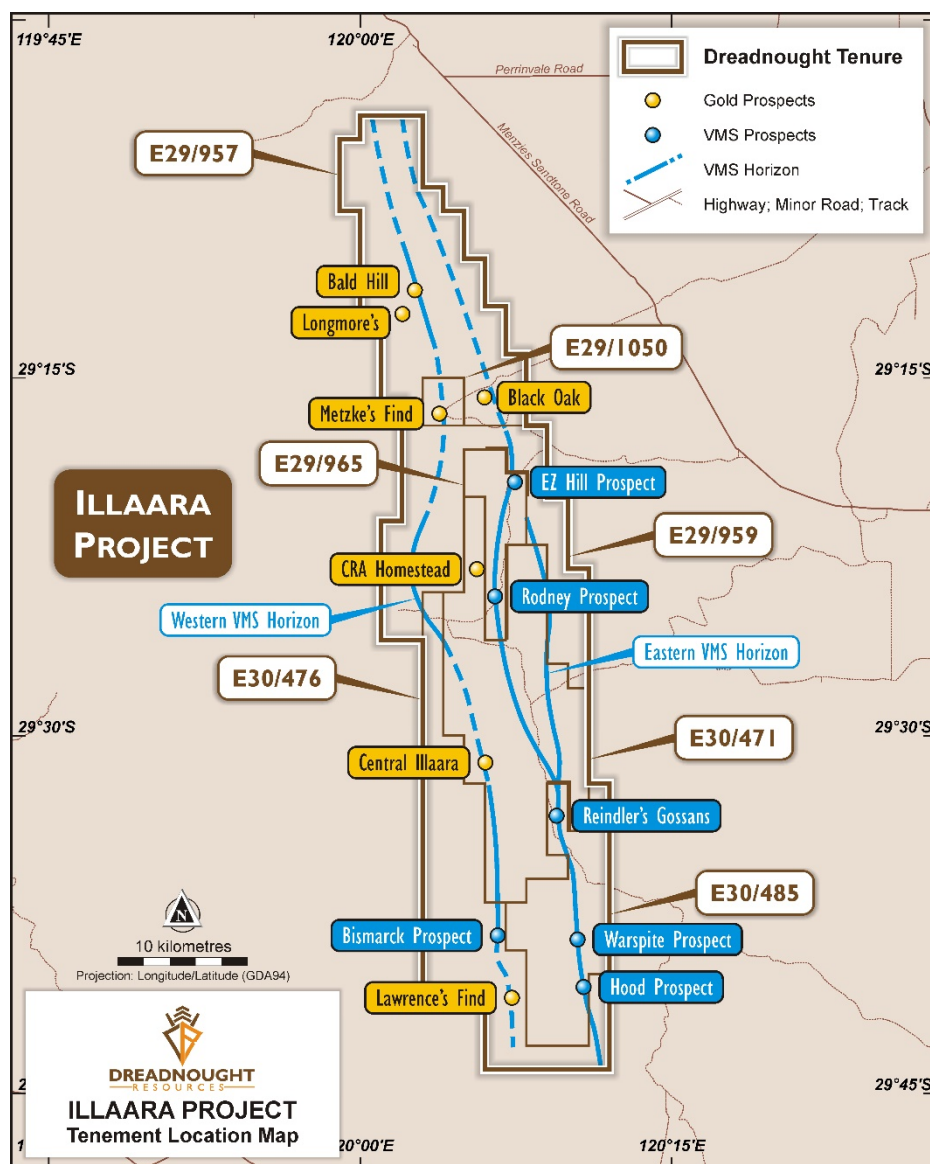 119°45'E
120°00'E
Perrinvale Road
Menzies Sandtone Road
Dreadnought Tenure
Gold Prospects
VMS Prospects
VMS Horizon
Highway; Minor Road; Track
E29/957
Bald Hill
Longmore's
E29/1050
29°15'S
29°15'S
Black Oak
Metzke's Find
E29/965
EZ Hill Prospect
ILLAARA
PROJECT
E29/959
CRA Homestead
Rodney Prospect
Western VMS Horizon
Eastern VMS Horizon
E30/476
29°30'S
29°30'S
E30/471
Central Illaara
Reindler's Gossans
E30/485
N
Bismarck Prospect
Warspite Prospect
10 kilometres
Projection: Longitude/Latitude (GDA94)
Hood Prospect
Lawrence's Find
DREADNOUGHT
RESOURCES
ILLAARA PROJECT
Tenement Location Map
29°45'S
120°00'E
120°15'E